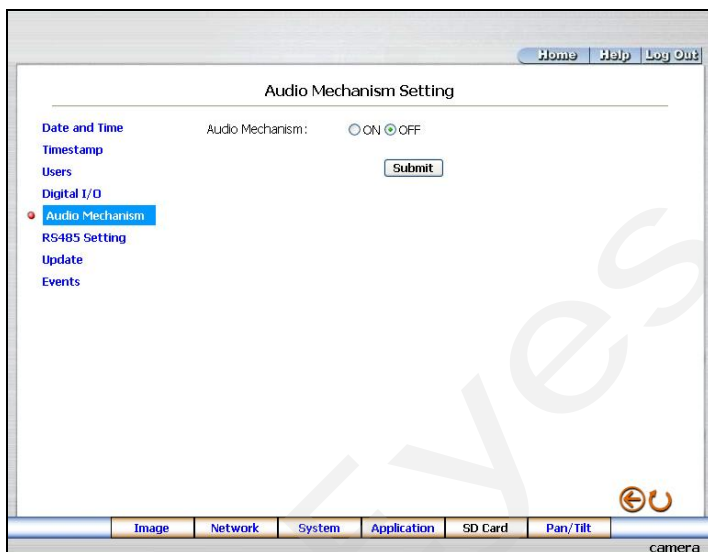 Home Help Log Out
Audio Mechanism Setting
Date and Time
Timestamp
Users
Digital I/O
Audio Mechanism
RS485 Setting
Update
Events
Audio Mechanism: ON OFF
Submit
Image Network System Application SD Card Pan/Tilt
camera
Eyes